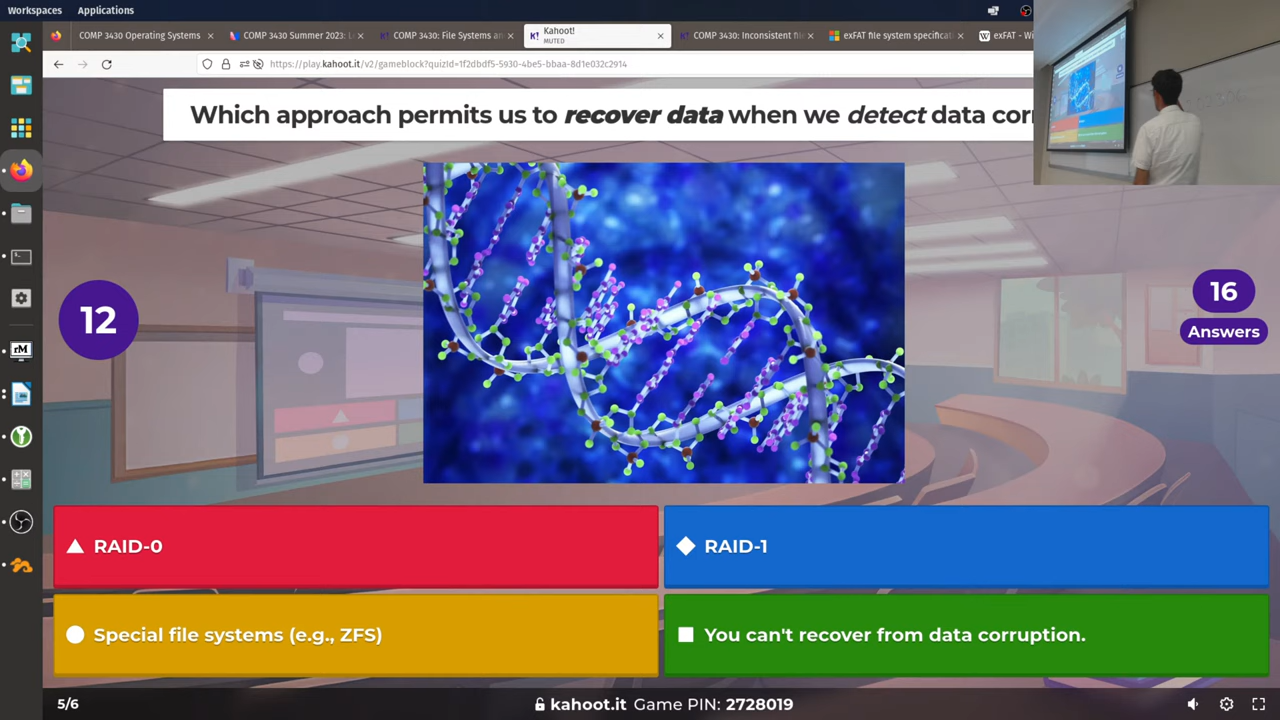 Workspaces Applications
COMP 3430 Operating Systems
COMP 3430 Summer 2023: L
COMP 3430: File Systems an
Kahoot!
MUTED
COMP 3430: Inconsistent fil
exFAT file system specificati
exFAT - Wi
https://play.kahoot.it/v2/gameblock?quizId=1f2dbdf5-5930-4be5-bbaa-8d1e032c2914
Which approach permits us to recover data when we detect data corr
12
16
Answers
RAID-0
RAID-1
Special file systems (e.g., ZFS)
You can't recover from data corruption.
5/6
kahoot.it Game PIN: 2728019